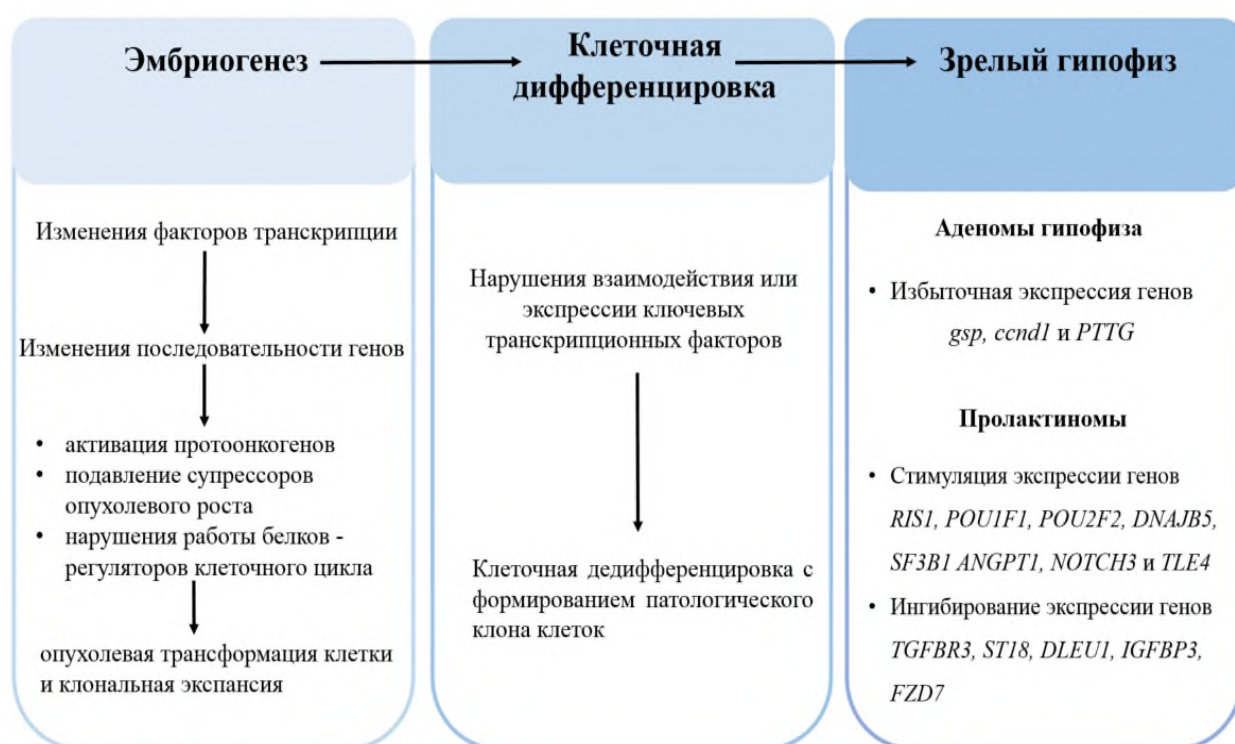 Эмбриогенез
Изменения факторов транскрипции
Изменения последовательности генов
• активация протоонкогенов
• подавление супрессоров
опухолевого роста
• нарушения работы белков -
регуляторов клеточного цикла
опухолевая трансформация клетки
и клональная экспансия
Клеточная
дифференцировка
Нарушения взаимодействия или
экспрессии ключевых
транскрипционных факторов
Клеточная дедифференцировка с
формированием патологического
клона клеток
Зрелый гипофиз
Аденомы гипофиза
• Избыточная экспрессия генов
gsp, ccnd1 и PTTG
Пролактиномы
• Стимуляция экспрессии генов
RIS1, POU1F1, POU2F2, DNAJB5,
SF3B1 ANGPT1, NOTCH3 и TLE4
• Ингибирование экспрессии генов
TGFBR3, ST18, DLEU1, IGFBP3,
FZD7